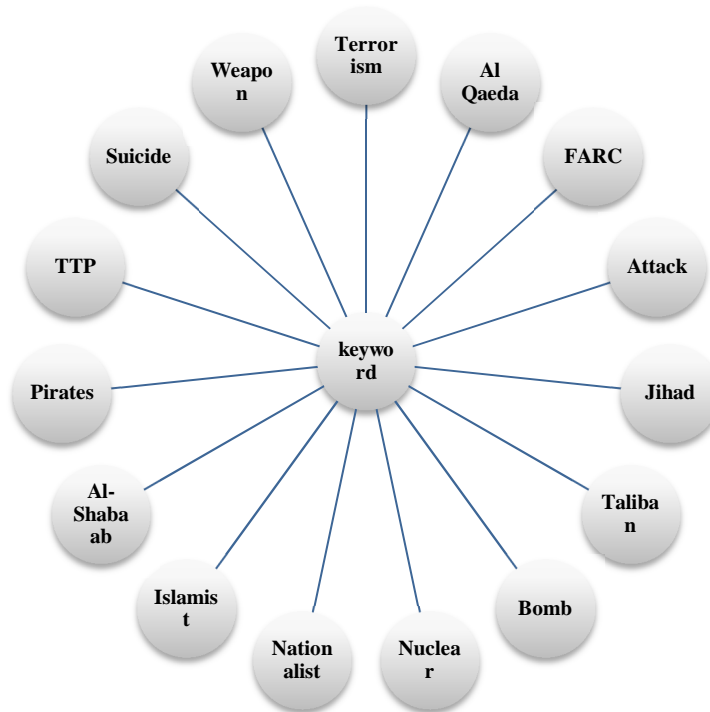 Terror
ism
Al
Qaeda
FARC
Attack
Jihad
Taliba
n
Bomb
Nuclea
r
Nation
alist
Islamis
t
Al-
Shaba
ab
Pirates
TTP
Suicide
Weapo
n
keywo
rd